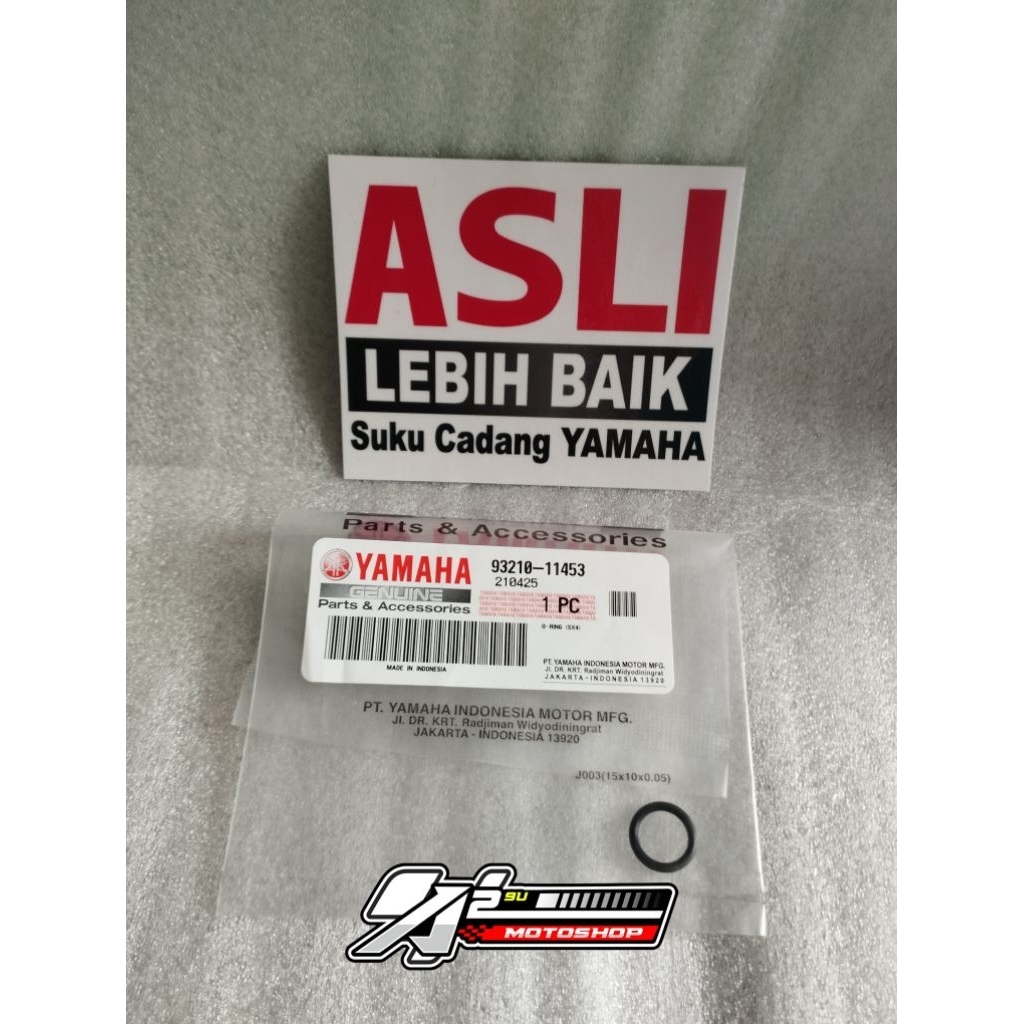 ASLI
LEBIH BAIK
Suku Cadang YAMAHA
Parts & Accessories
YAMAHA 93210-11453
210425
GENUINE
Parts & Accessories 1 PC
O-RING (5X4)
MADE IN INDONESIA
PT. YAMAHA INDONESIA MOTOR MFG.
Jl. DR. KRT. Radjiman Widyodiningrat
JAKARTA-INDONESIA 13920
PT. YAMAHA INDONESIA MOTOR MFG.
Jl. DR. KRT. Radjiman Widyodiningrat
JAKARTA - INDONESIA 13920
J003(15x10x0.05)
9U
MOTOSHOP